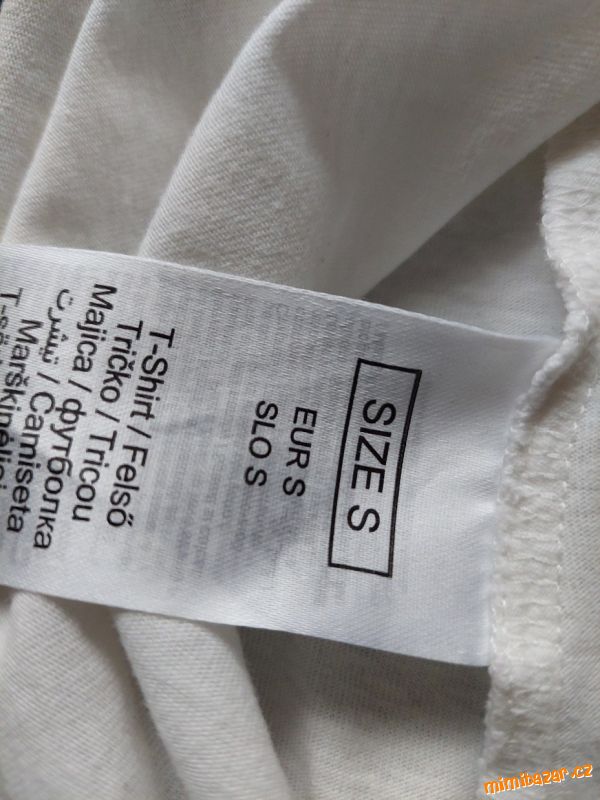 SIZE S
EUR S
SLO S
T-Shirt / Felső
Tričko / Tricou
Majica / футболка
تيشرت / Camiseta
Marškinėliai
mimibazar.cz